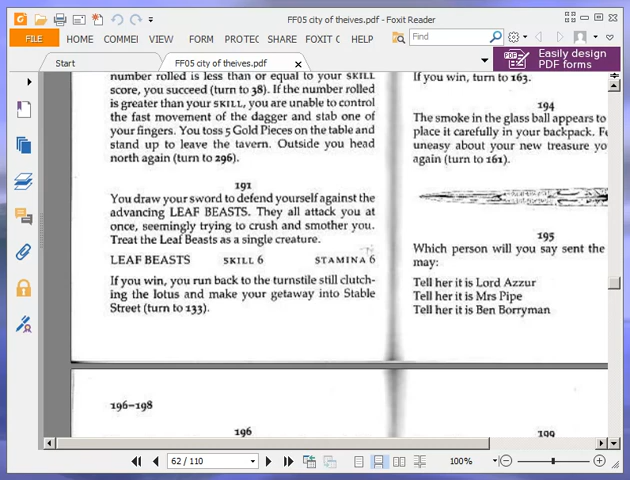 FF05 city of theives.pdf - Foxit Reader
FILE HOME COMMEI VIEW FORM PROTEC SHARE FOXIT C HELP
Find
Start
FF05 city of theives.pdf
Easily design
PDF forms
number rolled is less than or equal to your SKILL
score, you succeed (turn to 38). If the number rolled
is greater than your SKILL, you are unable to control
the fast movement of the dagger and stab one of
your fingers. You toss 5 Gold Pieces on the table and
stand up to leave the tavern. Outside you head
north again (turn to 296).
191
You draw your sword to defend yourself against the
advancing LEAF BEASTS. They all attack you at
once, seemingly trying to crush and smother you.
Treat the Leaf Beasts as a single creature.
LEAF BEASTS SKILL 6 STAMINA 6
If you win, you run back to the turnstile still clutch-
ing the lotus and make your getaway into Stable
Street (turn to 133).
If you win, turn to 163.
194
The smoke in the glass ball appears to
place it carefully in your backpack. Fe
uneasy about your new treasure yo
again (turn to 161).
195
Which person will you say sent the
may:
Tell her it is Lord Azzur
Tell her it is Mrs Pipe
Tell her it is Ben Borryman
196-198
196
199
62 / 110
100%